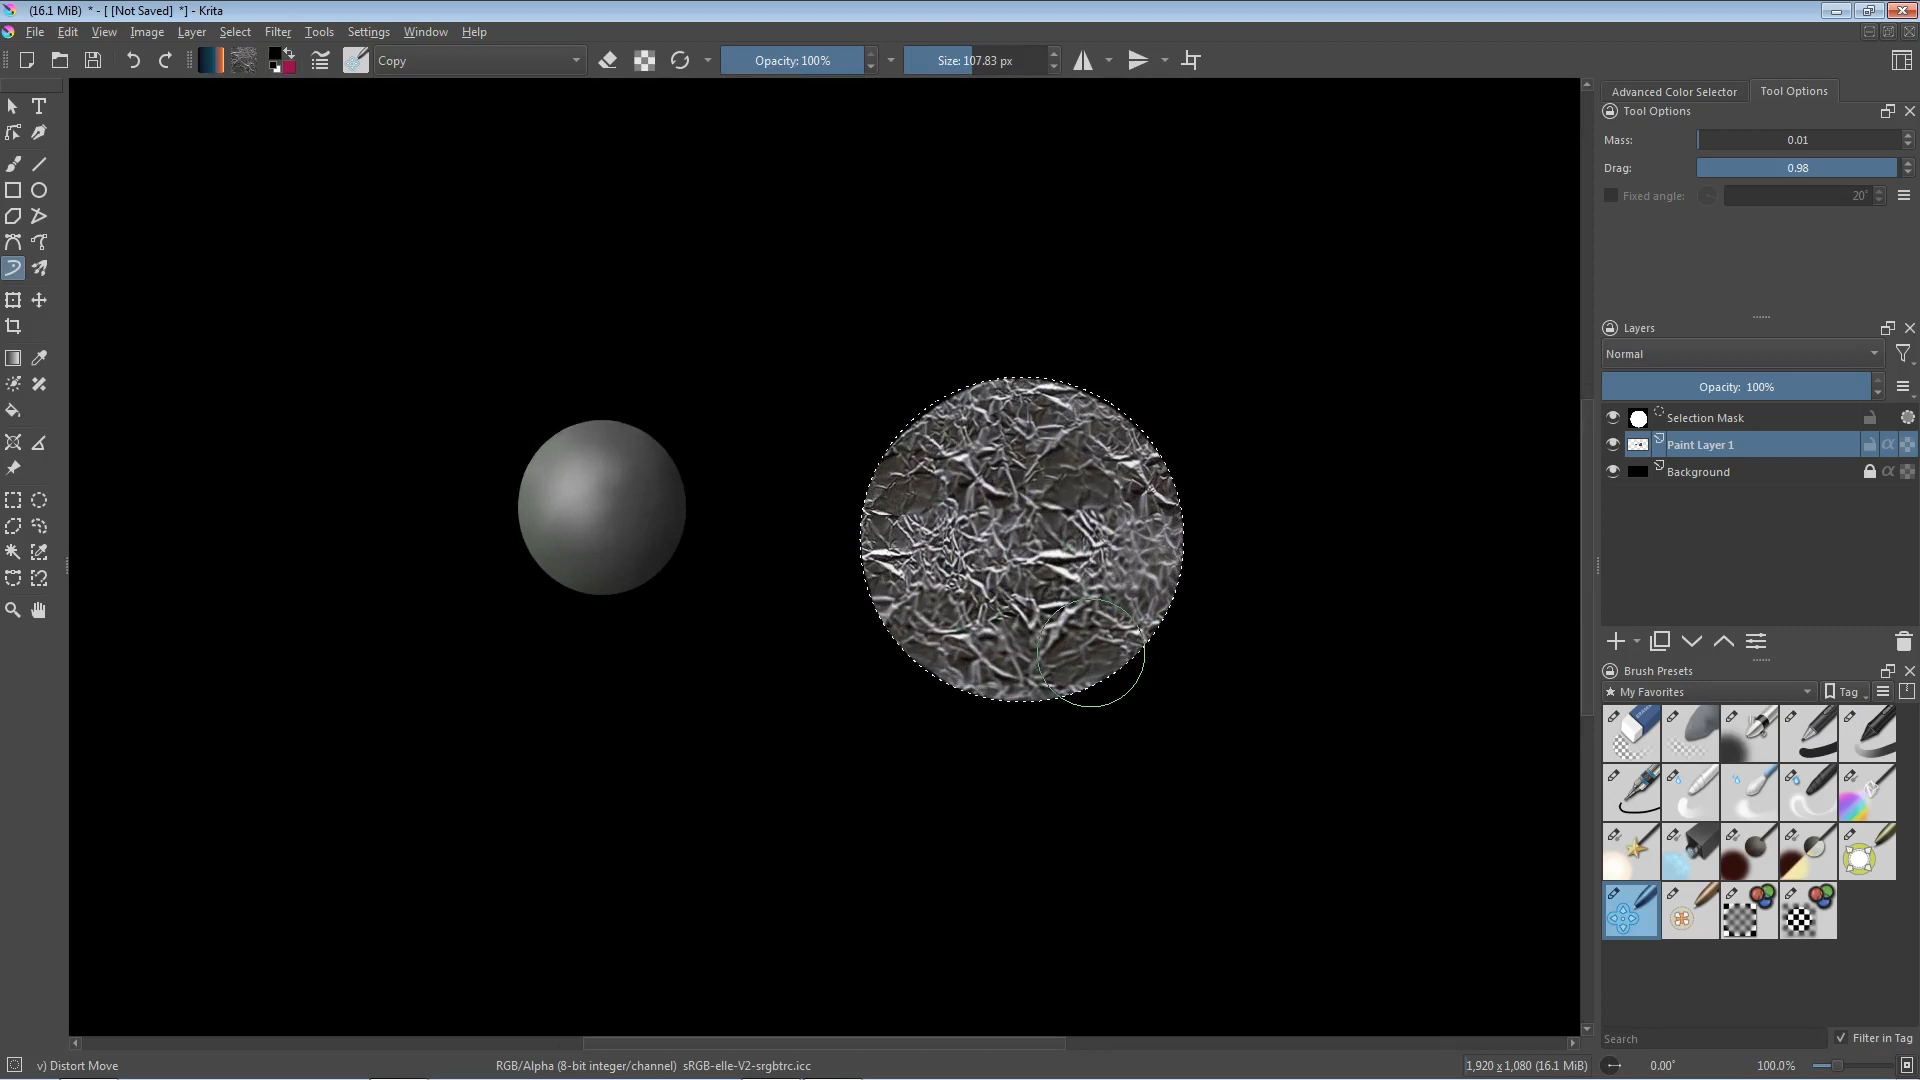 (16.1 MiB) * - [ [Not Saved] *] - Krita
File Edit View Image Layer Select Filter Tools Settings Window Help
Copy Opacity: 100% Size: 107.83 px
Advanced Color Selector Tool Options
Tool Options
Mass: 0.01
Drag: 0.98
Fixed angle: 20°
Layers
Normal
Opacity: 100%
Selection Mask
Paint Layer 1
Background
Brush Presets
My Favorites Tag
Search Filter in Tag
v) Distort Move RGB/Alpha (8-bit integer/channel) sRGB-elle-V2-srgbtrc.icc 1,920 x 1,080 (16.1 MiB) 0.00° 100.0%